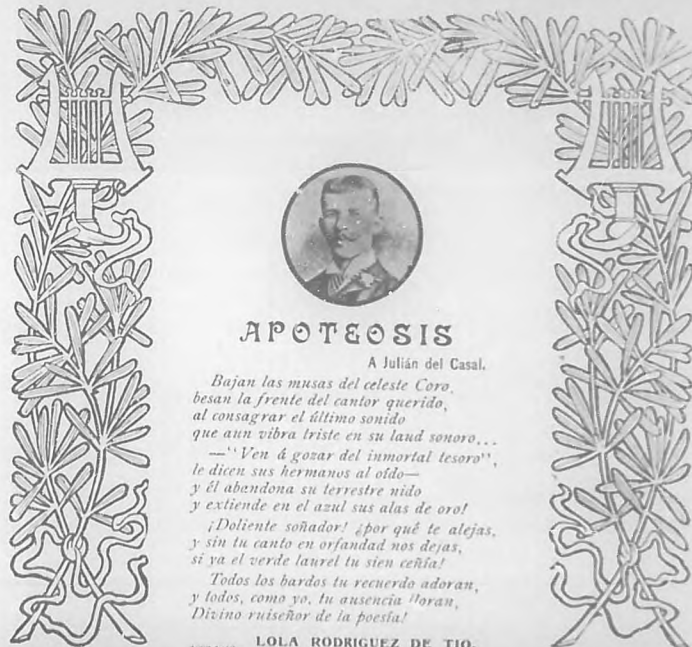 APOTEOSIS
A Julián del Casal.
Bajan las musas del celeste Coro,
besan la frente del cantor querido,
al consagrar el último sonido
que aun vibra triste en su laud sonoro...
—"Ven á gozar del inmortal tesoro",
le dicen sus hermanos al oído—
y él abandona su terrestre nido
y extiende en el azul sus alas de oro!
¡Doliente soñador! ¿por qué te alejas,
y sin tu canto en orfandad nos dejas,
si ya el verde laurel tu sien ceñía!
Todos los bardos tu recuerdo adoran,
y todos, como yo, tu ausencia lloran,
Divino ruiseñor de la poesía!
LOLA RODRIGUEZ DE TIO.